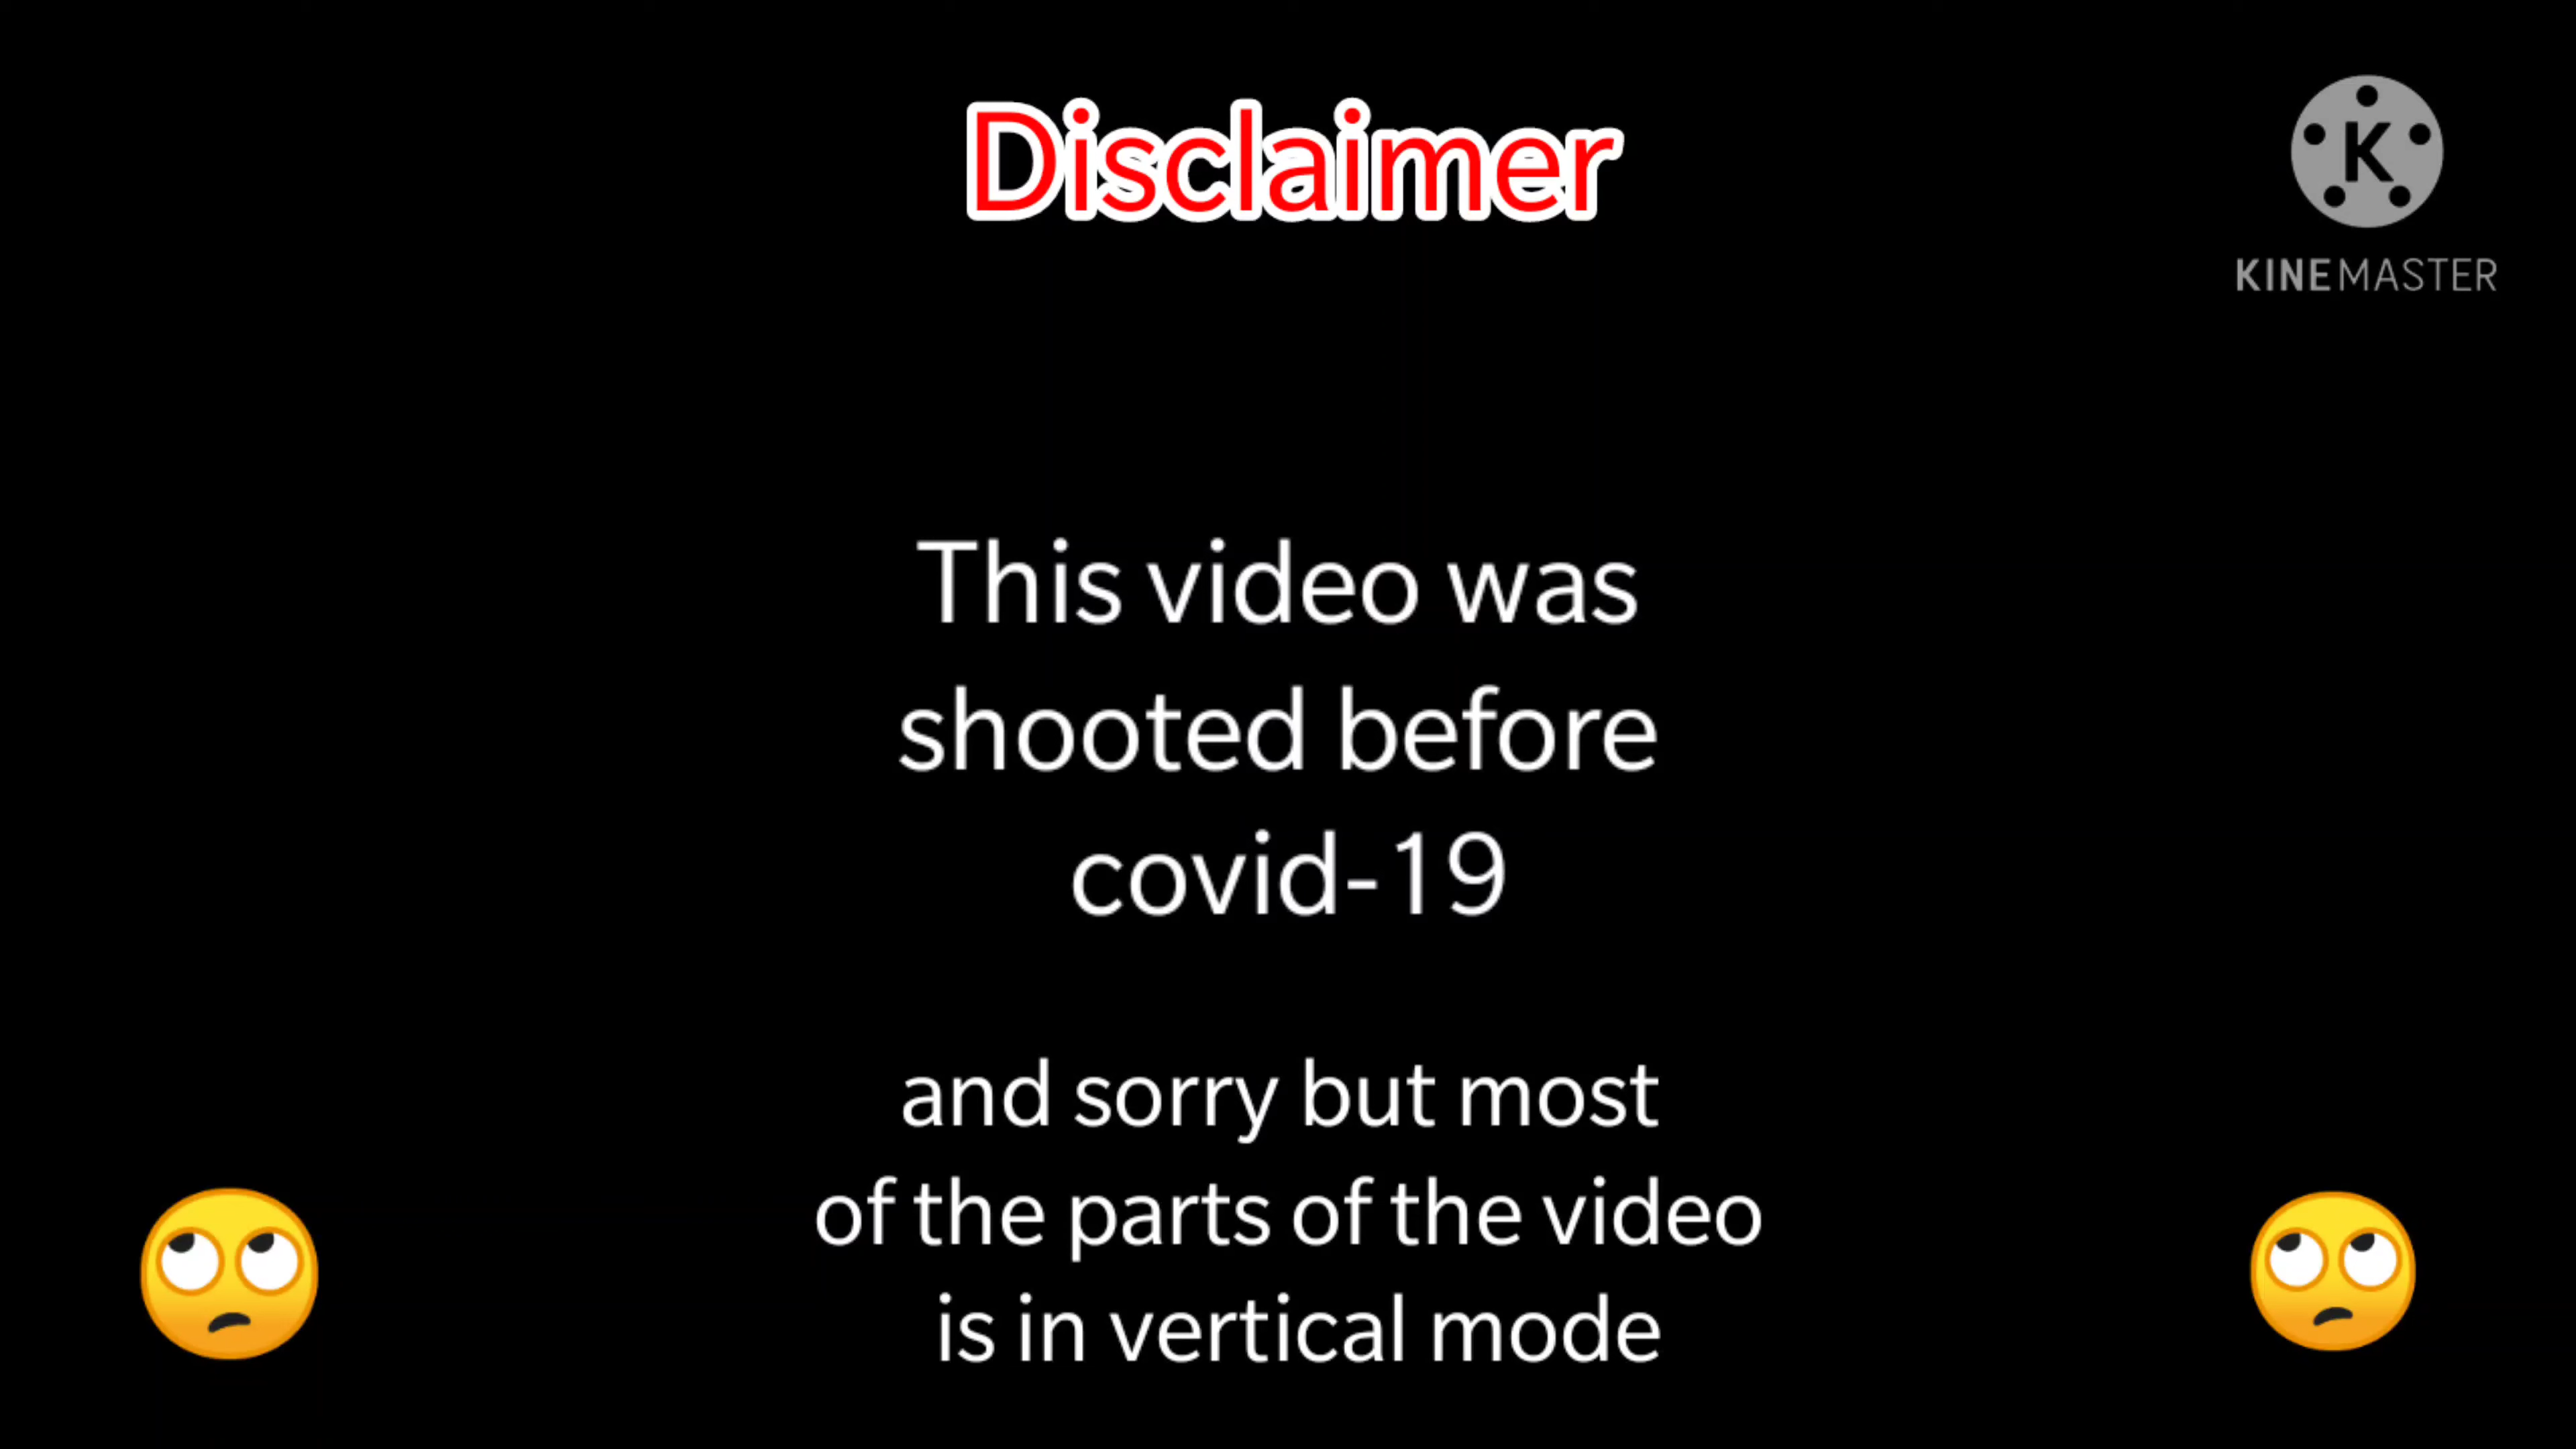 Disclaimer
K
KINEMASTER
This video was
shooted before
covid-19
and sorry but most
of the parts of the video
is in vertical mode